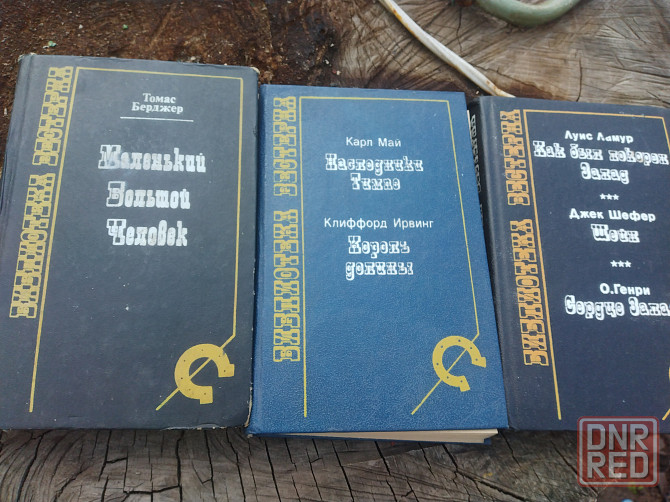 БИБЛИОТЕКА ВЕСТЕРНА
Томас
Берджер
Маленький
Большой
Человек
БИБЛИОТЕКА ВЕСТЕРНА
Карл Май
Наследники
Виннету
Клиффорд Ирвинг
Король
долины
БИБЛИОТЕКА ВЕСТЕРНА
Луис Ламур
Как был покорен
Запад
***
Джек Шефер
Шейн
***
О.Генри
Сердце Запа
DNR
RED